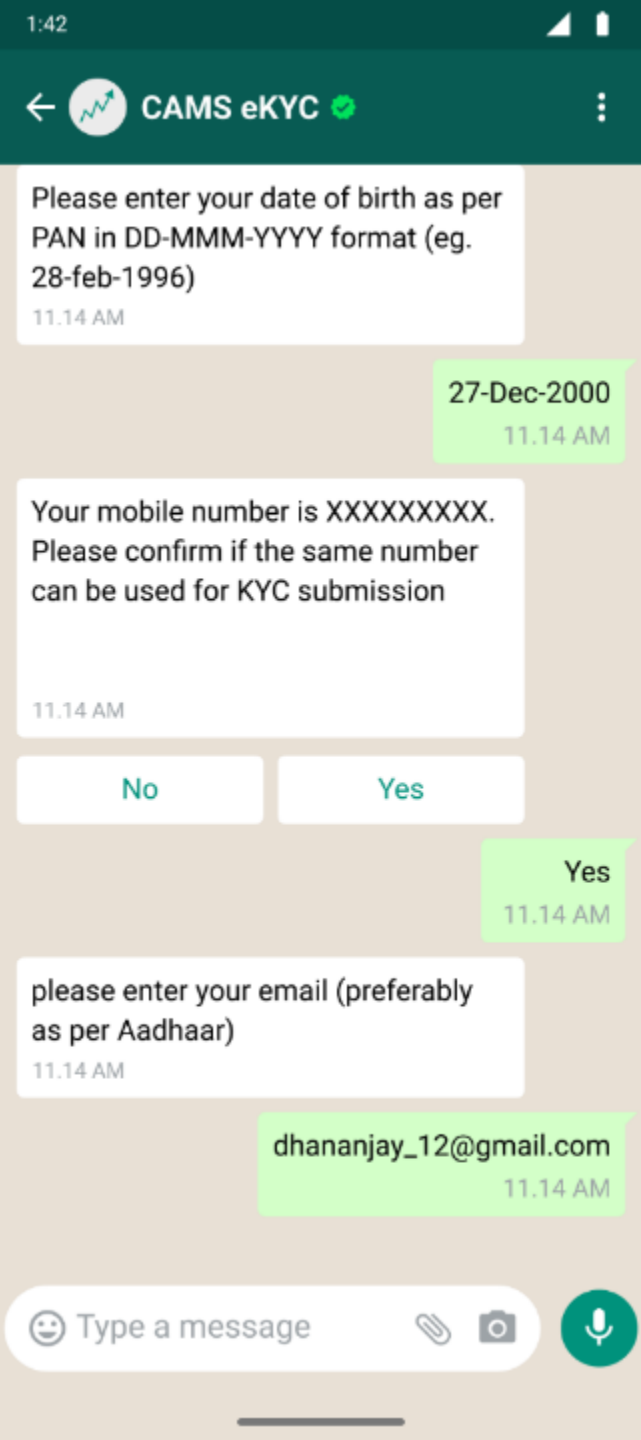 1:42
CAMS eKYC
Please enter your date of birth as per
PAN in DD-MMM-YYYY format (eg.
28-feb-1996)
11.14 AM
27-Dec-2000
11.14 AM
Your mobile number is XXXXXXXXX.
Please confirm if the same number
can be used for KYC submission
11.14 AM
No Yes
Yes
11.14 AM
please enter your email (preferably
as per Aadhaar)
11.14 AM
dhananjay_12@gmail.com
11.14 AM
Type a message